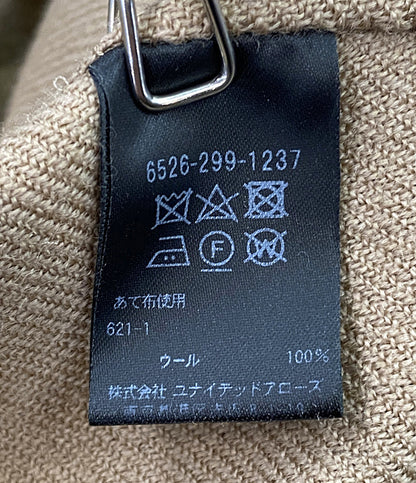 6526-299-1237
F W
あて布使用
621-1
ウール 100%
株式会社 ユナイテッドアローズ